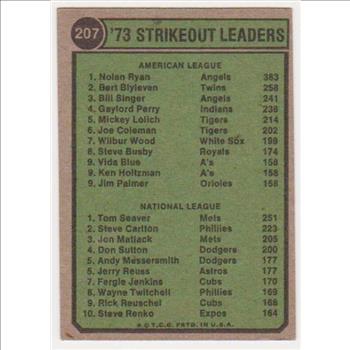 207 '73 STRIKEOUT LEADERS
AMERICAN LEAGUE
1. Nolan Ryan Angels 383
2. Bert Blyleven Twins 258
3. Bill Singer Angels 241
4. Gaylord Perry Indians 238
5. Mickey Lolich Tigers 214
6. Joe Coleman Tigers 202
7. Wilbur Wood White Sox 199
8. Steve Busby Royals 174
9. Vida Blue A's 158
9. Ken Holtzman A's 158
9. Jim Palmer Orioles 158
NATIONAL LEAGUE
1. Tom Seaver Mets 251
2. Steve Carlton Phillies 223
3. Jon Matlack Mets 205
4. Don Sutton Dodgers 200
5. Andy Messersmith Dodgers 177
5. Jerry Reuss Astros 177
7. Fergie Jenkins Cubs 170
8. Wayne Twitchell Phillies 169
9. Rick Reuschel Cubs 168
10. Steve Renko Expos 164
© T.C.G. PRTD. IN U.S.A.